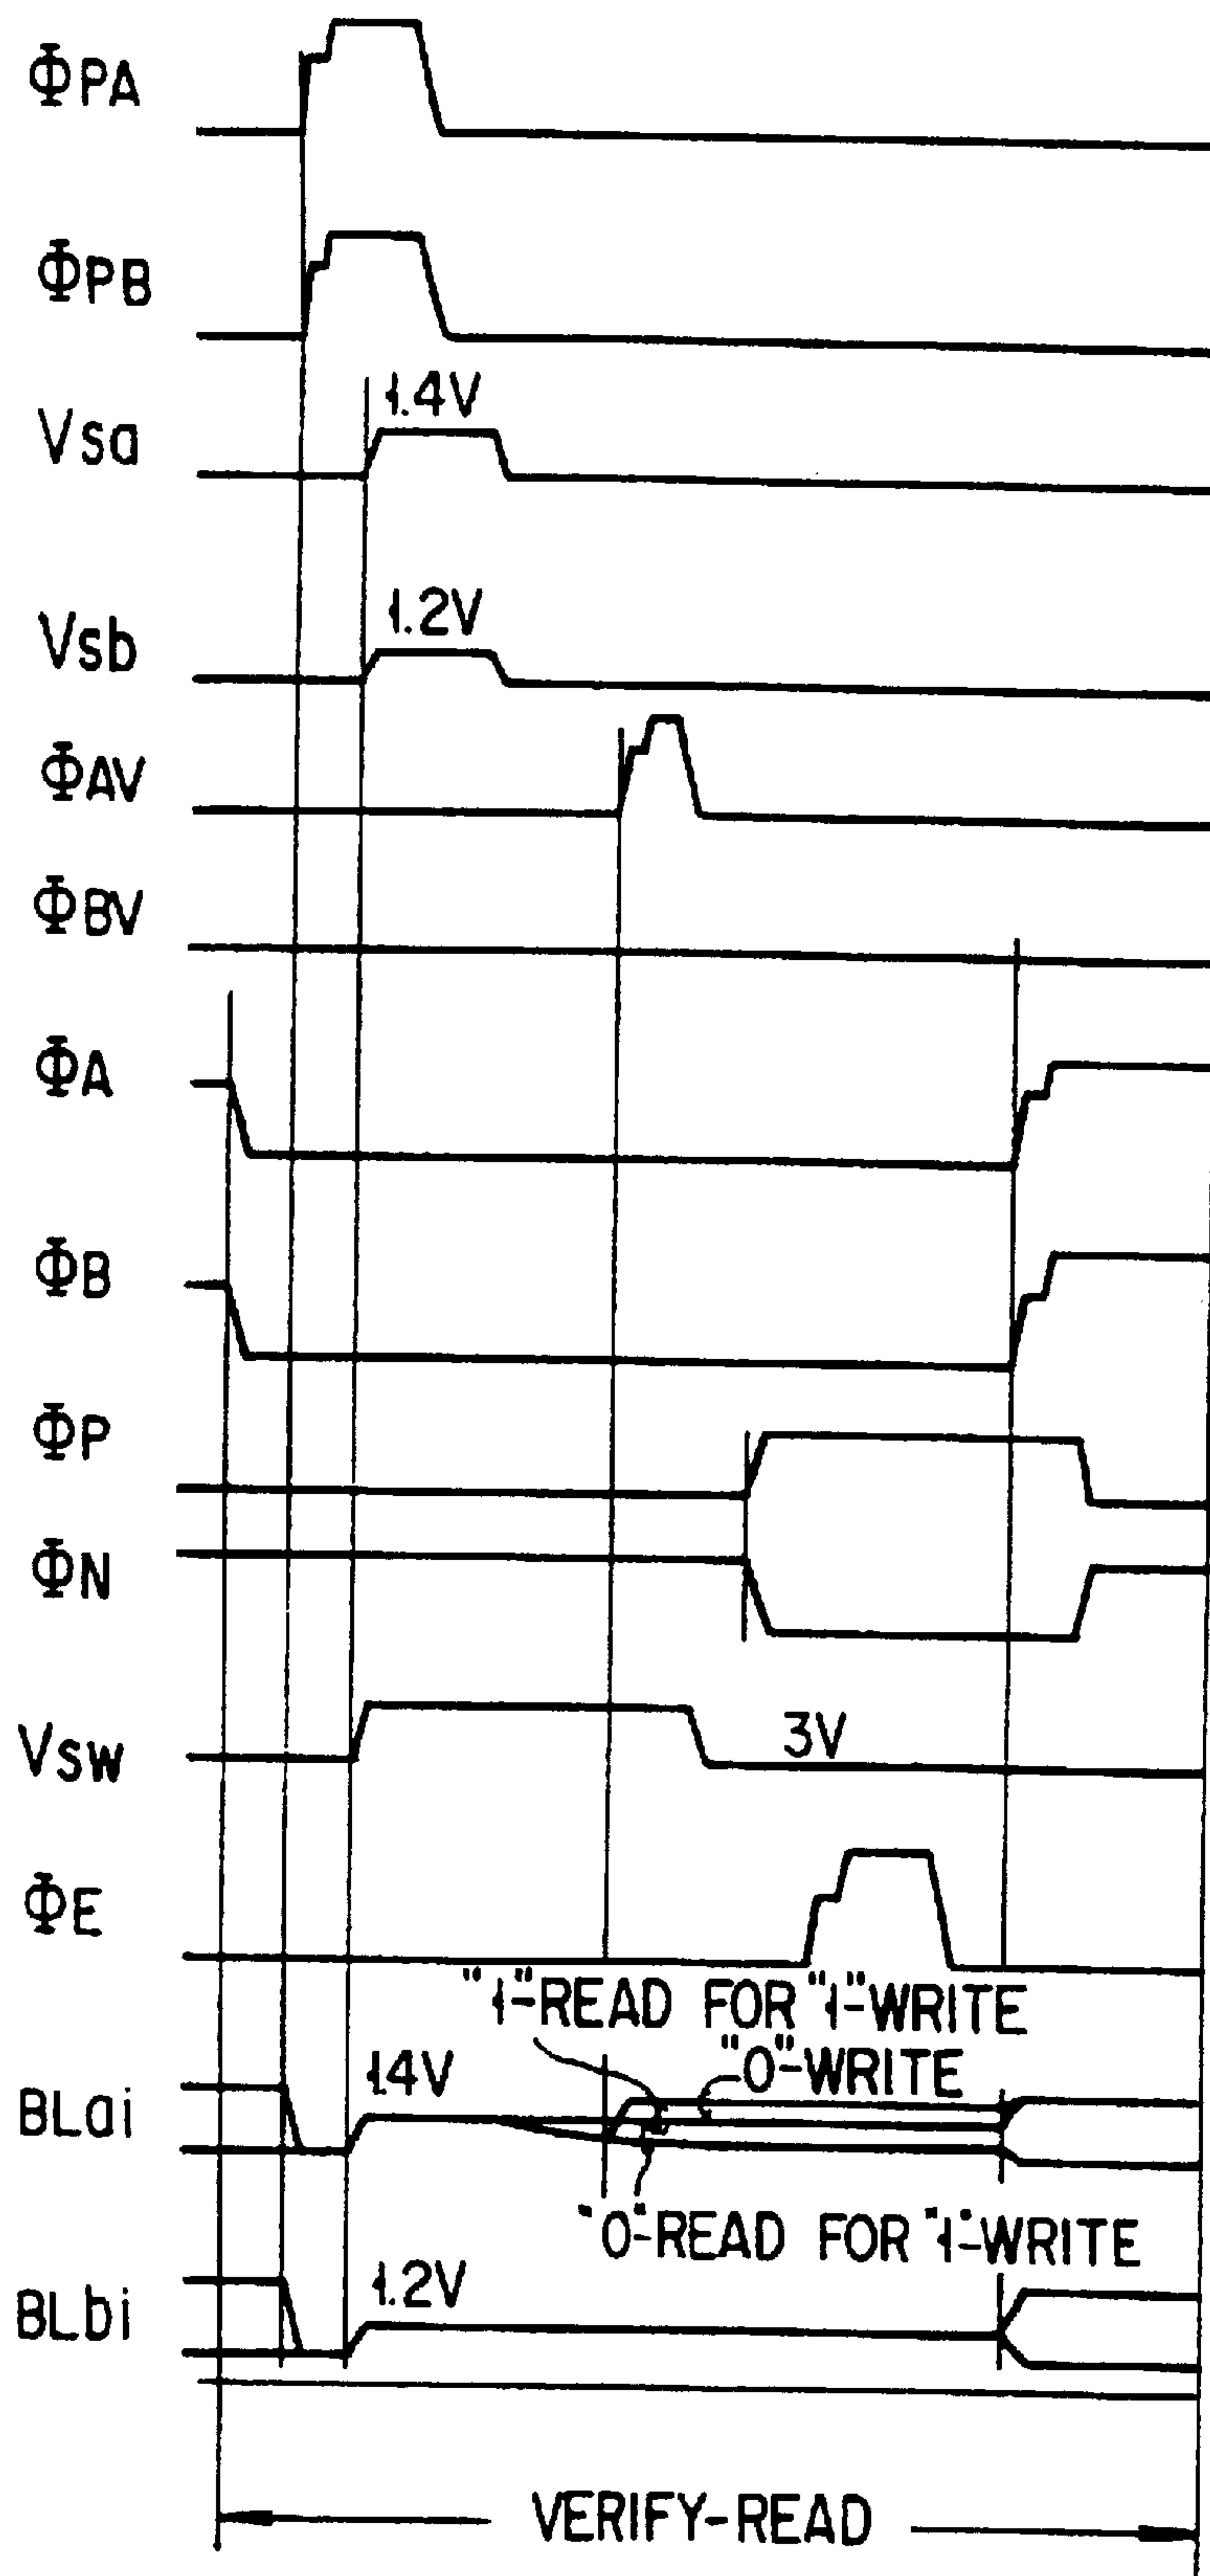 ΦPA
ΦPB
Vsa
1.4V
Vsb
1.2V
ΦAV
ΦBV
ΦA
ΦB
ΦP
ΦN
Vsw
3V
ΦE
"1"-READ FOR "1"-WRITE
"0"-WRITE
BLai
1.4V
"0"-READ FOR "1"-WRITE
BLbi
1.2V
VERIFY-READ